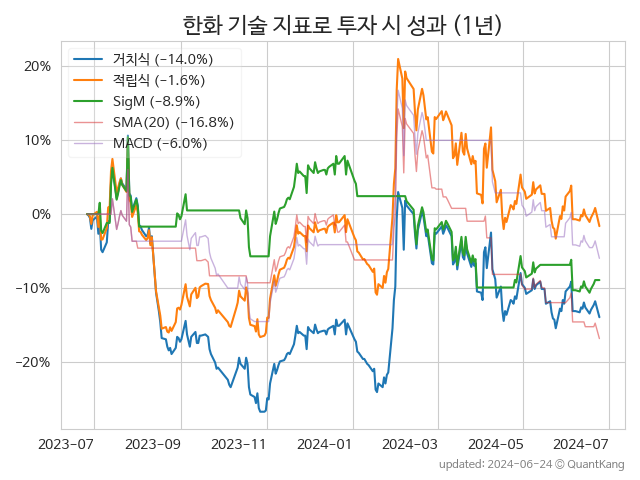 한화 기술 지표로 투자 시 성과 (1년)
거치식 (−14.0%)
적립식 (−1.6%)
SigM (−8.9%)
SMA(20) (−16.8%)
MACD (−6.0%)
20%
10%
0%
−10%
−20%
2023-07 2023-09 2023-11 2024-01 2024-03 2024-05 2024-07
updated: 2024-06-24 ⓒ QuantKang